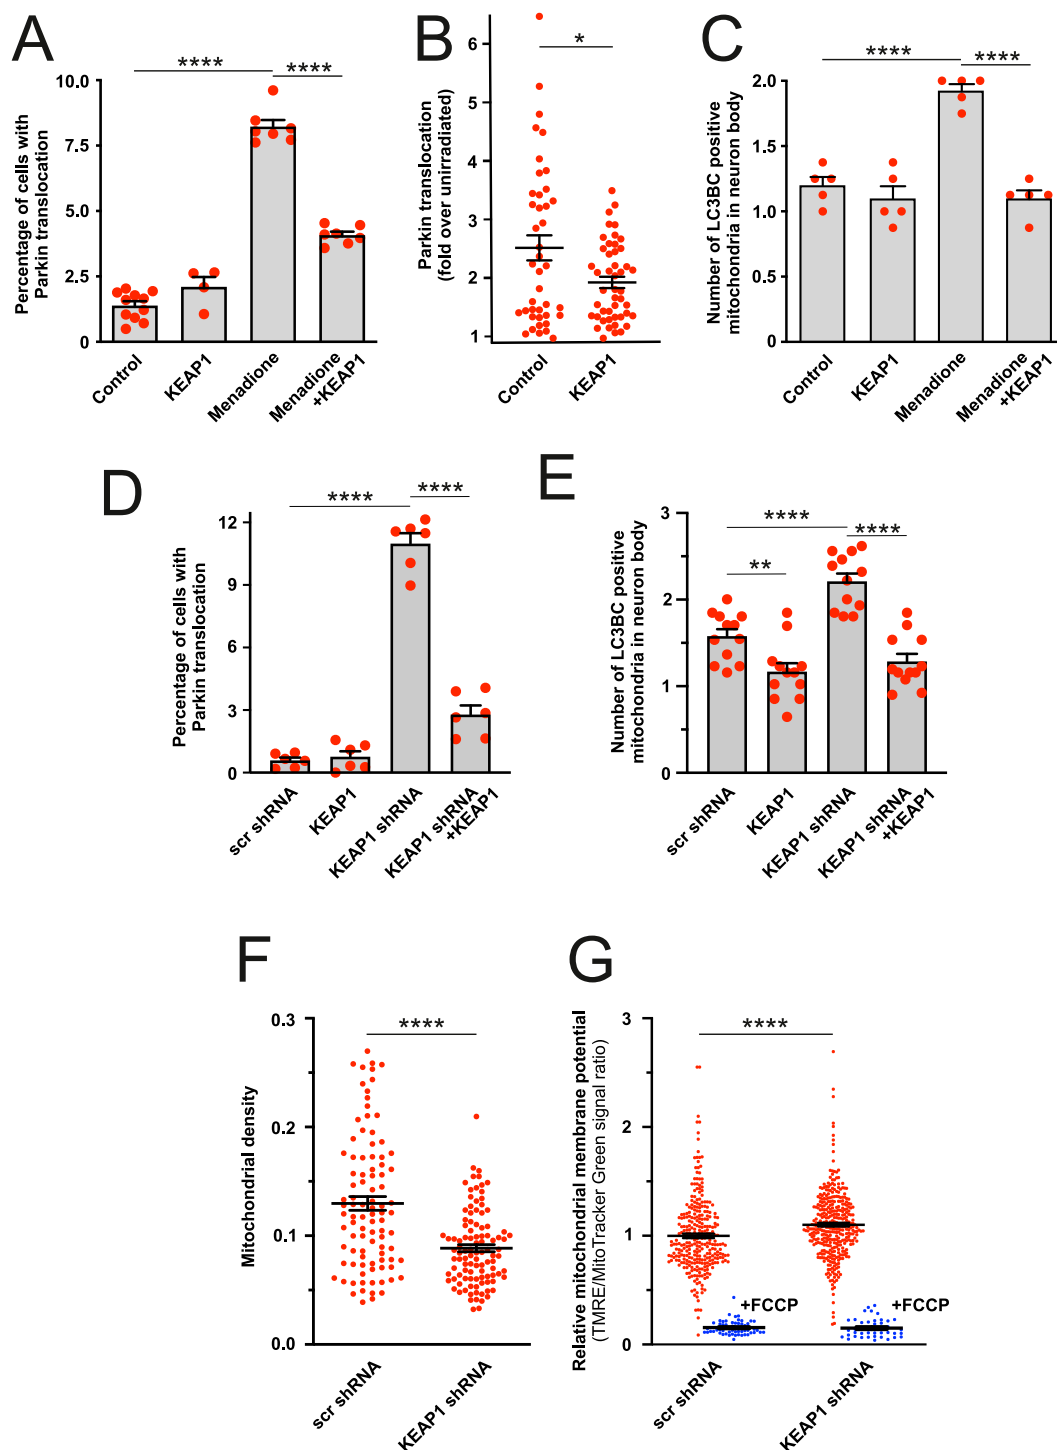 A
Percentage of cells with
Parkin translocation
10.0
7.5
5.0
2.5
0
****
****
Control
KEAP1
Menadione
Menadione
+KEAP1
B
Parkin translocation
(fold over unirradiated)
6
5
4
3
2
1
*
Control
KEAP1
C
Number of LC3BC positive
mitochondria in neuron body
2.0
1.5
1.0
0.5
0
****
****
Control
KEAP1
Menadione
Menadione
+KEAP1
D
Percentage of cells with
Parkin translocation
12
9
6
3
0
****
****
scr shRNA
KEAP1
KEAP1 shRNA
KEAP1 shRNA
+KEAP1
E
Number of LC3BC positive
mitochondria in neuron body
3
2
1
0
****
****
**
scr shRNA
KEAP1
KEAP1 shRNA
KEAP1 shRNA
+KEAP1
F
Mitochondrial density
0.3
0.2
0.1
0.0
****
scr shRNA
KEAP1 shRNA
G
Relative mitochondrial membrane potential
(TMRE/MitoTracker Green signal ratio)
3
2
1
0
****
+FCCP
+FCCP
scr shRNA
KEAP1 shRNA